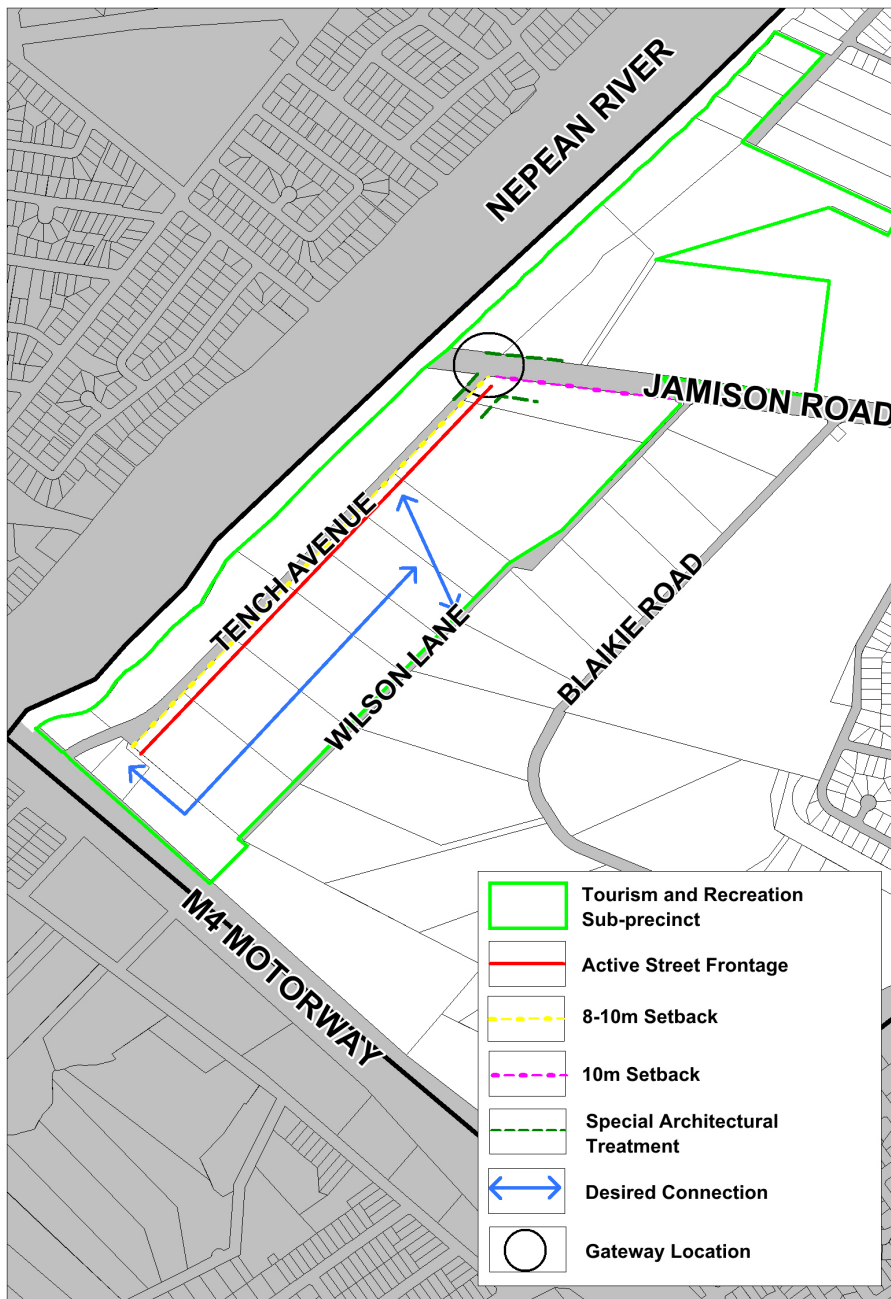 NEPEAN RIVER
JAMISON ROAD
TENCH AVENUE
WILSON LANE
BLAIKIE ROAD
M4 MOTORWAY
Tourism and Recreation
Sub-precinct
Active Street Frontage
8-10m Setback
10m Setback
Special Architectural
Treatment
Desired Connection
Gateway Location